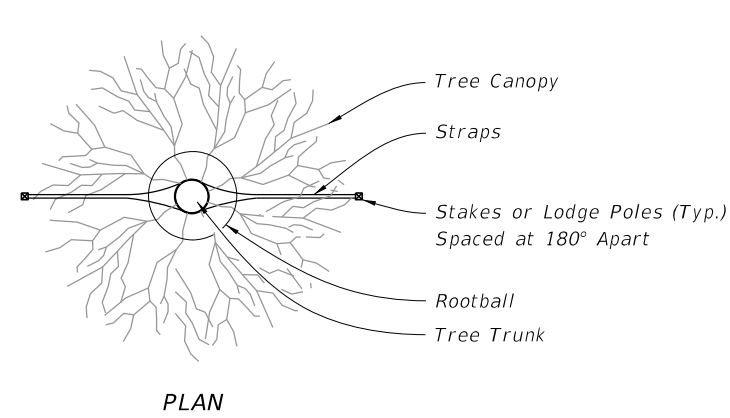 Tree Canopy
Straps
Stakes or Lodge Poles (Typ.)
Spaced at 180° Apart
Rootball
Tree Trunk
PLAN